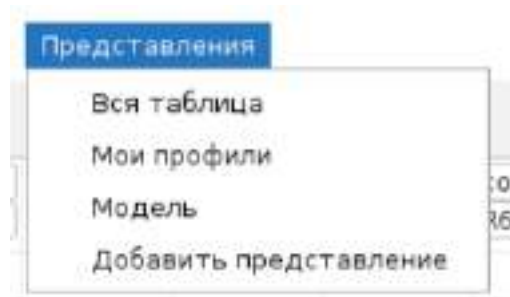 Представления
Вся таблица
Мои профили
Модель
Добавить представление